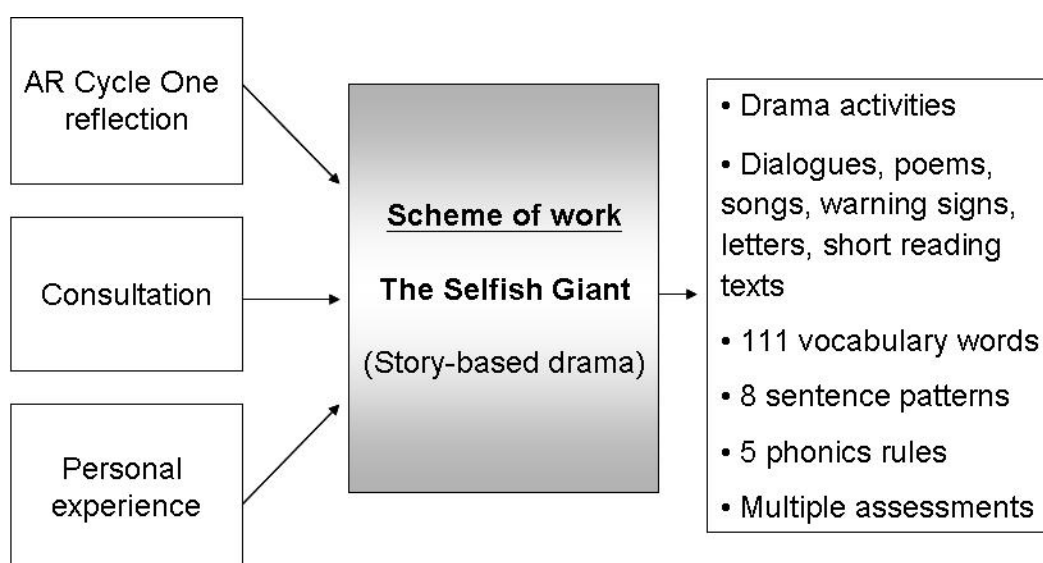 AR Cycle One
reflection
Consultation
Personal
experience
Scheme of work
The Selfish Giant
(Story-based drama)
• Drama activities
• Dialogues, poems,
songs, warning signs,
letters, short reading
texts
• 111 vocabulary words
• 8 sentence patterns
• 5 phonics rules
• Multiple assessments